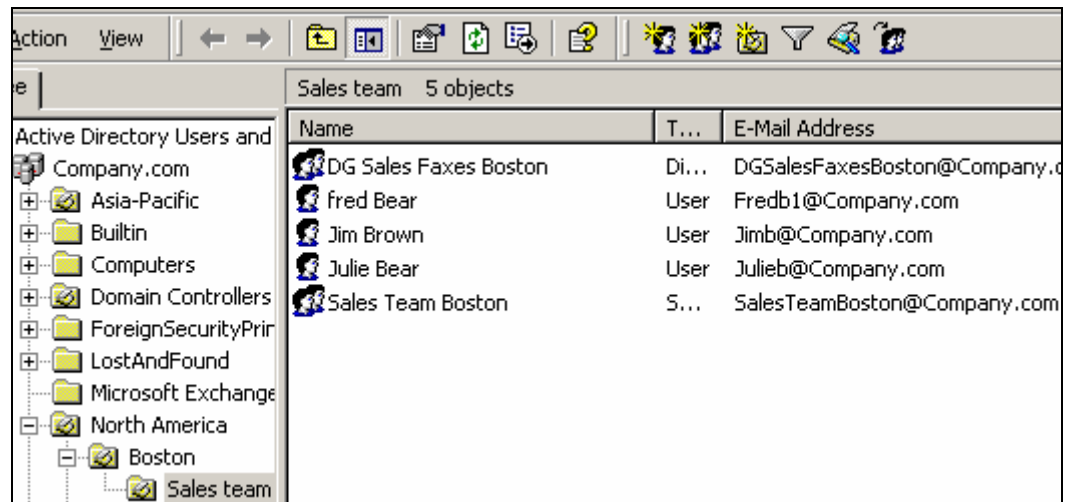 Action View
Sales team 5 objects
Active Directory Users and
Company.com
Asia-Pacific
Builtin
Computers
Domain Controllers
ForeignSecurityPrin
LostAndFound
Microsoft Exchange
North America
Boston
Sales team
Name T... E-Mail Address
DG Sales Faxes Boston Di... DGSalesFaxesBoston@Company.c
fred Bear User Fredb1@Company.com
Jim Brown User Jimb@Company.com
Julie Bear User Julieb@Company.com
Sales Team Boston S... SalesTeamBoston@Company.com